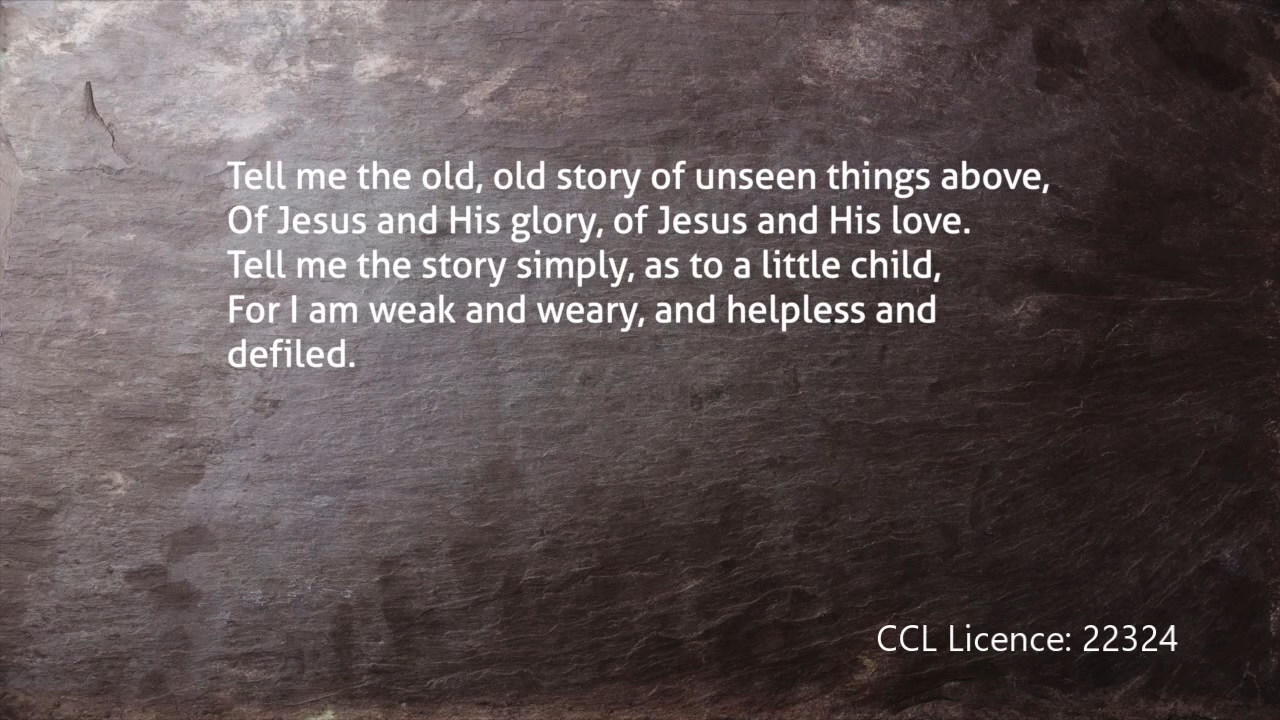 Tell me the old, old story of unseen things above,
Of Jesus and His glory, of Jesus and His love.
Tell me the story simply, as to a little child,
For I am weak and weary, and helpless and
defiled.
CCL Licence: 22324